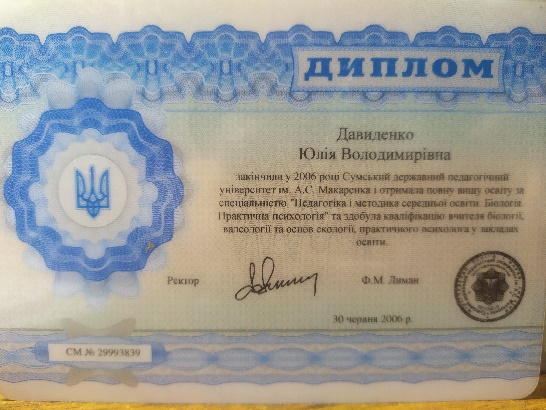 ДИПЛОМ
Давиденко
Юлія Володимирівна
закінчили у 2006 році Сумський державний педагогічний
університет ім. А.С. Макаренка і отримала повну вищу освіту за
спеціальністю "Педагогіка і методика середньої освіти. Біологія.
Практична психологія" та здобула кваліфікацію вчителя біології,
валеології та основ екології, практичного психолога у закладах
освіти.
Ректор Ф.М. Лиман
30 червня 2006 р.
СМ № 29993839